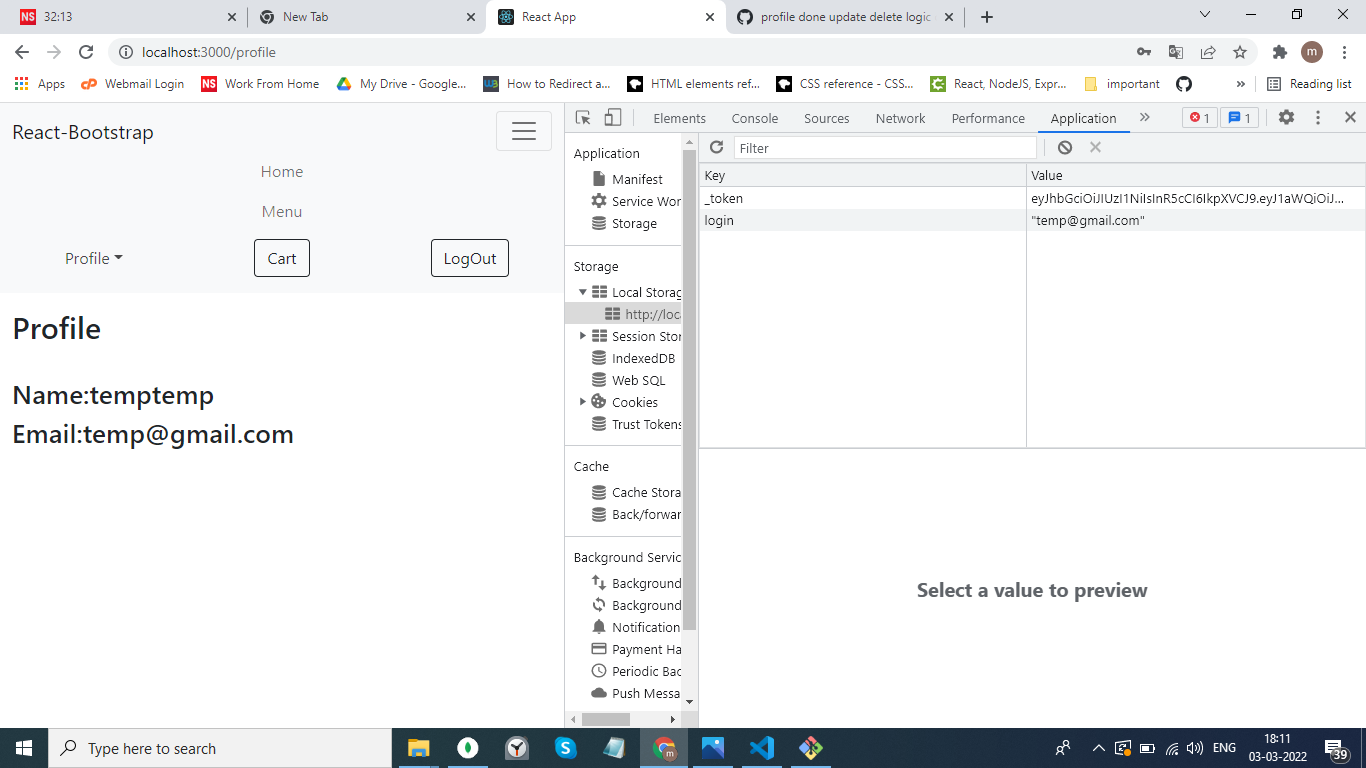 NS 32:13 New Tab React App profile done update delete logic
localhost:3000/profile m
Apps Webmail Login NS Work From Home My Drive - Google... How to Redirect a... HTML elements ref... CSS reference - CSS... React, NodeJS, Expr... important » Reading list
React-Bootstrap
Home
Menu
Profile Cart LogOut
Profile
Name:temptemp
Email:temp@gmail.com
Elements Console Sources Network Performance Application » 1 1
Application
Manifest
Service Wor
Storage
Storage
Local Storag
http://loca
Session Stor
IndexedDB
Web SQL
Cookies
Trust Tokens
Cache
Cache Stora
Back/forwar
Background Servic
Background
Background
Notification
Payment Ha
Periodic Bac
Push Messa
Filter
Key Value
_token eyJhbGciOiJIUzI1NiIsInR5cCI6IkpXVCJ9.eyJ1aWQiOiJ...
login "temp@gmail.com"
Select a value to preview
Type here to search
ENG 18:11
03-03-2022 39